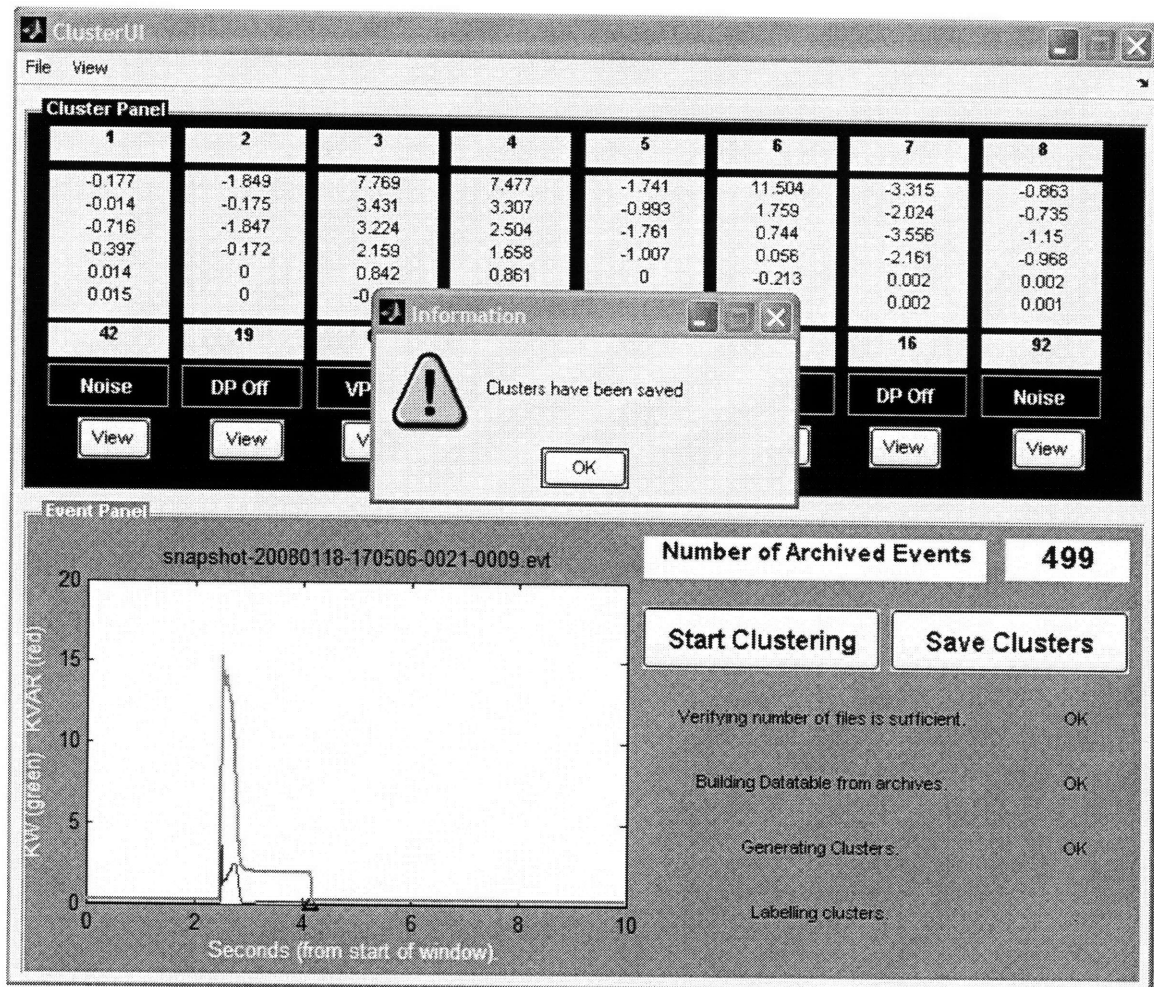 ClusterUI
File View
Cluster Panel
1 2 3 4 5 6 7 8
-0.177 -1.849 7.769 7.477 -1.741 11.504 -3.315 -0.863
-0.014 -0.175 3.431 3.307 -0.993 1.759 -2.024 -0.735
-0.716 -1.847 3.224 2.504 -1.761 0.744 -3.556 -1.15
-0.397 -0.172 2.159 1.658 -1.007 0.056 -2.161 -0.968
0.014 0 0.842 0.861 0 -0.213 0.002 0.002
0.015 0 0.002 0.001
42 19 16 92
Noise DP Off VP DP Off Noise
View View View View
Information
Clusters have been saved
OK
Event Panel
snapshot-20080118-170506-0021-0009.evt
20
15
10
5
0
0 2 4 6 8 10
KW (green) KVAR (red)
Seconds (from start of window).
Number of Archived Events 499
Start Clustering Save Clusters
Verifying number of files is sufficient. OK
Building Datatable from archives. OK
Generating Clusters. OK
Labelling clusters.